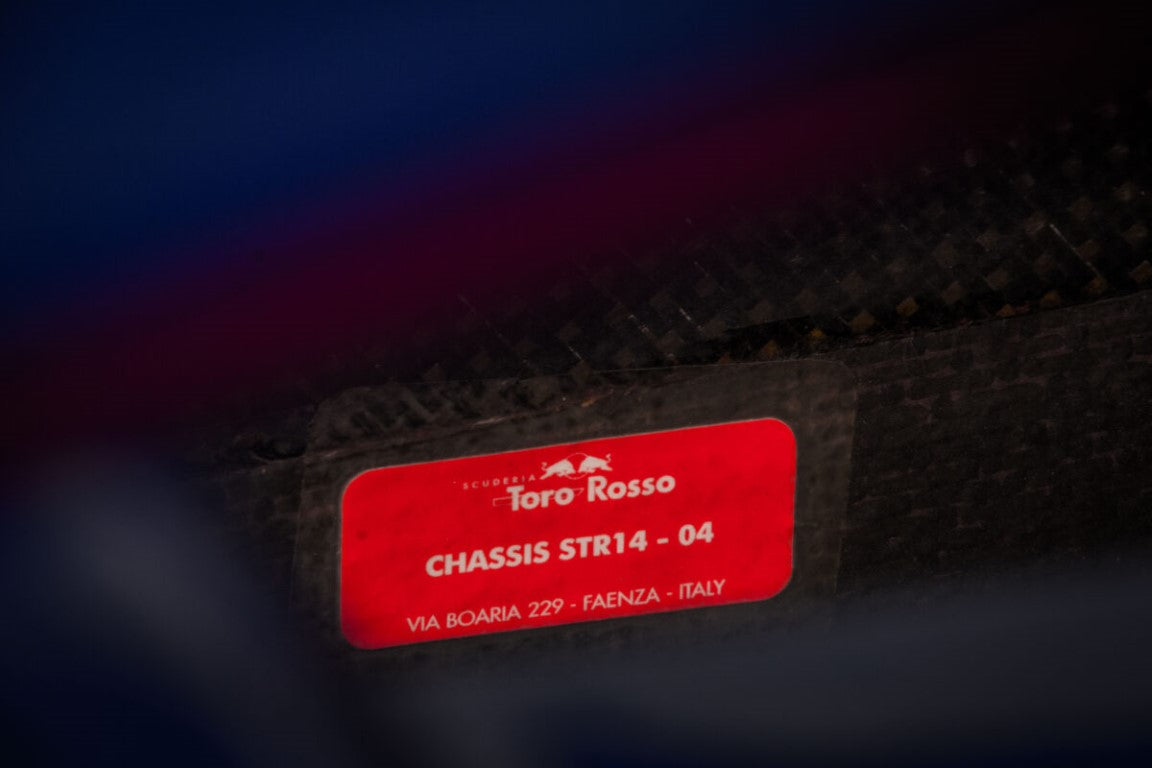 SCUDERIA
Toro Rosso
CHASSIS STR14 - 04
VIA BOARIA 229 - FAENZA - ITALY